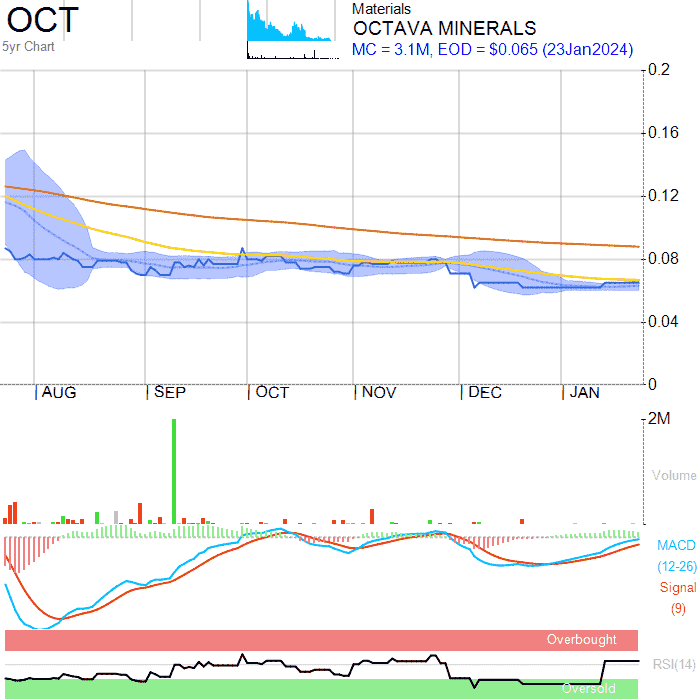 OCT
5yr Chart
Materials
OCTAVA MINERALS
MC = 3.1M, EOD = $0.065 (23Jan2024)
0.2
0.16
0.12
0.08
0.04
0
AUG SEP OCT NOV DEC JAN
2M
Volume
MACD
(12-26)
Signal
(9)
Overbought
RSI(14)
Oversold